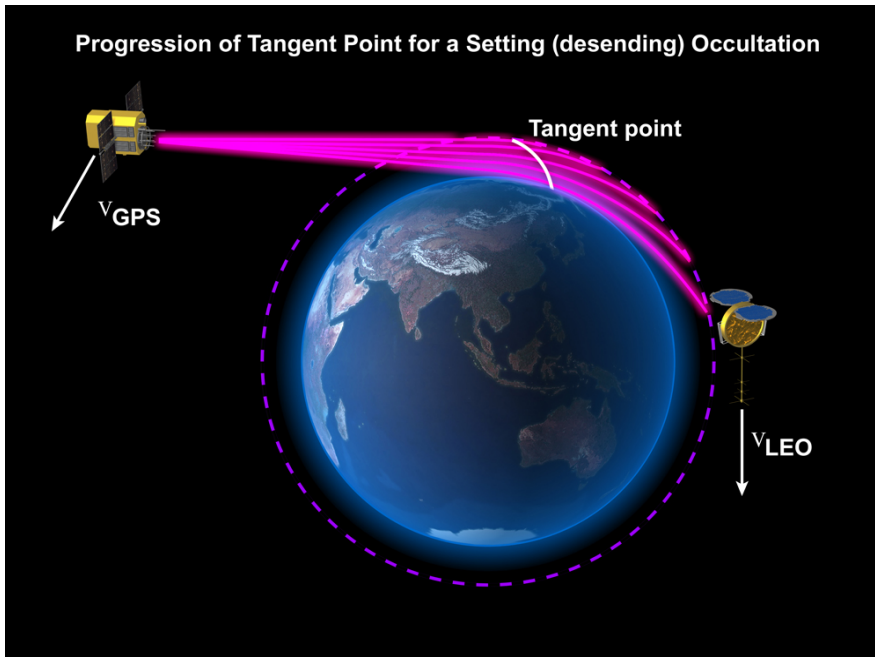 Progression of Tangent Point for a Setting (desending) Occultation
Tangent point
VGPS
VLEO